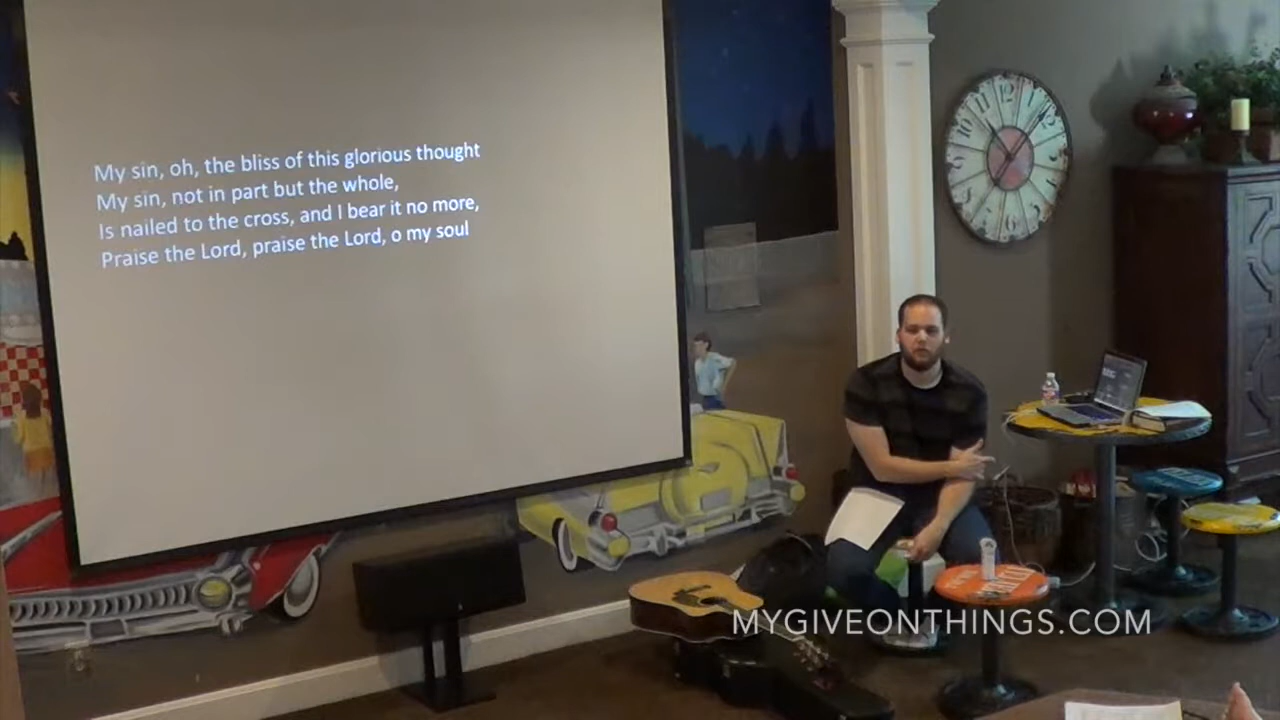 My sin, oh, the bliss of this glorious thought
My sin, not in part but the whole,
Is nailed to the cross, and I bear it no more,
Praise the Lord, praise the Lord, o my soul
MYGIVEONTHINGS.COM